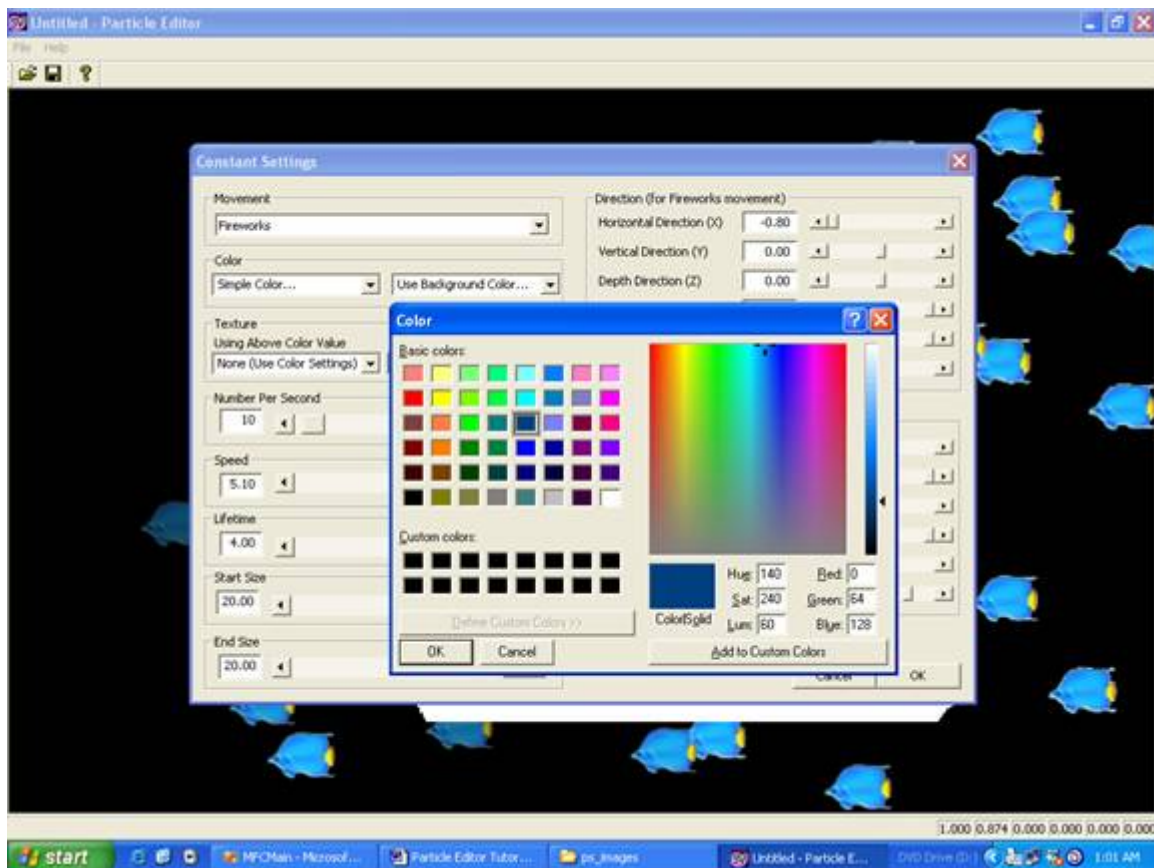 Untitled - Particle Editor
File Help
Constant Settings
Movement
Fireworks
Color
Simple Color...
Use Background Color...
Texture
Using Above Color Value
None (Use Color Settings)
Number Per Second
10
Speed
5.10
Lifetime
4.00
Start Size
20.00
End Size
20.00
Direction (for Fireworks movement)
Horizontal Direction (X) -0.80
Vertical Direction (Y) 0.00
Depth Direction (Z) 0.00
Color
Basic colors:
Custom colors:
Define Custom Colors >>
OK Cancel
Color|Solid
Hue: 140 Red: 0
Sat: 240 Green: 64
Lum: 60 Blue: 128
Add to Custom Colors
Cancel OK
1.000 0.874 0.000 0.000 0.000 0.000
start MFCMain - Microsof... Particle Editor Tutor... ps_images Untitled - Particle E... DVD Drive (D:) 1:01 AM